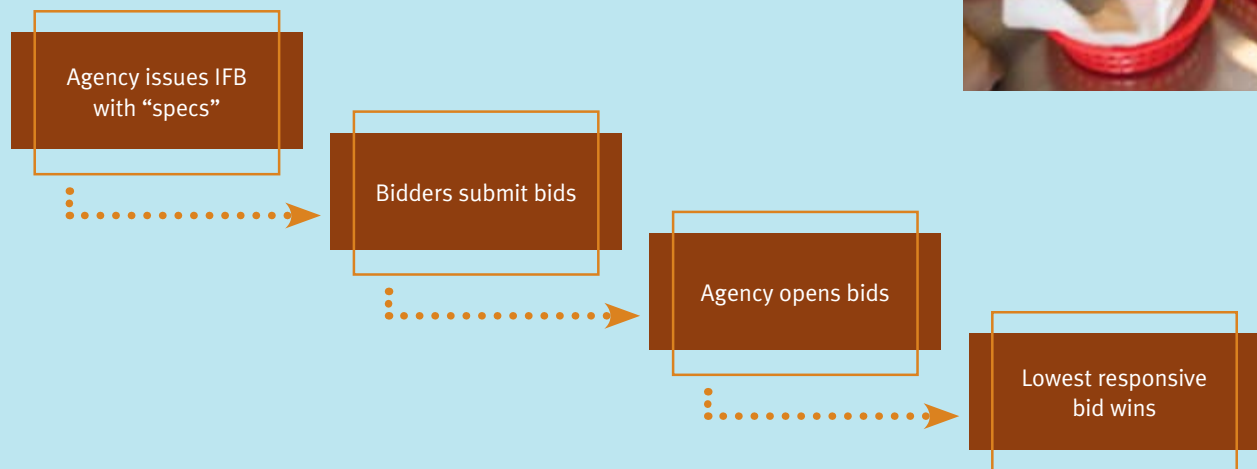 Agency issues IFB
with “specs”
Bidders submit bids
Agency opens bids
Lowest responsive
bid wins